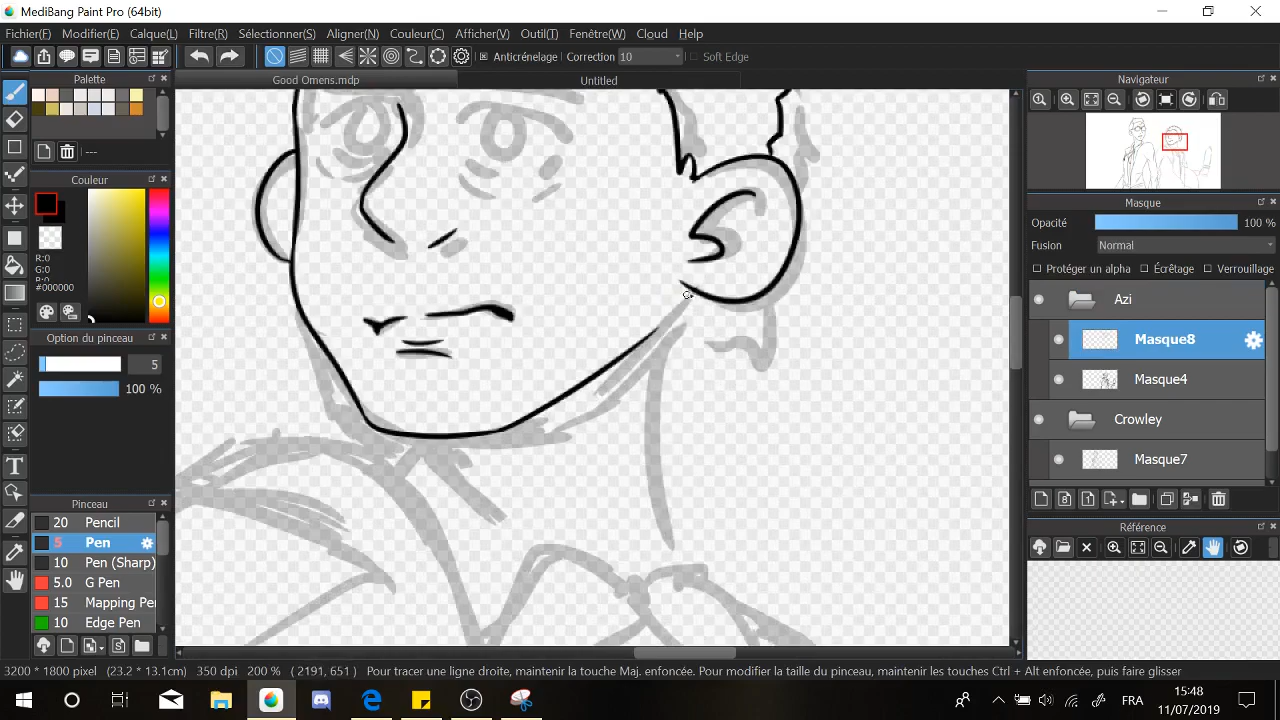 MediBang Paint Pro (64bit)
Fichier(F) Modifier(E) Calque(L) Filtre(R) Sélectionner(S) Aligner(N) Couleur(C) Afficher(V) Outil(T) Fenêtre(W) Cloud Help
Anticrénelage Correction 10 Soft Edge
Palette
Good Omens.mdp
Untitled
Navigateur
---
Couleur
R:0
G:0
#000000
Option du pinceau
5
100 %
Pinceau
20 Pencil
5 Pen
10 Pen (Sharp)
5.0 G Pen
15 Mapping Pe
10 Edge Pen
Masque
Opacité 100 %
Fusion Normal
Protéger un alpha Écrêtage Verrouillage
Azi
Masque8
Masque4
Crowley
Masque7
Référence
3200 * 1800 pixel (23.2 * 13.1cm) 350 dpi 200 % ( 2191, 651 ) Pour tracer une ligne droite, maintenir la touche Maj. enfoncée. Pour modifier la taille du pinceau, maintenir les touches Ctrl + Alt enfoncée, puis faire glisser
FRA
15:48
11/07/2019